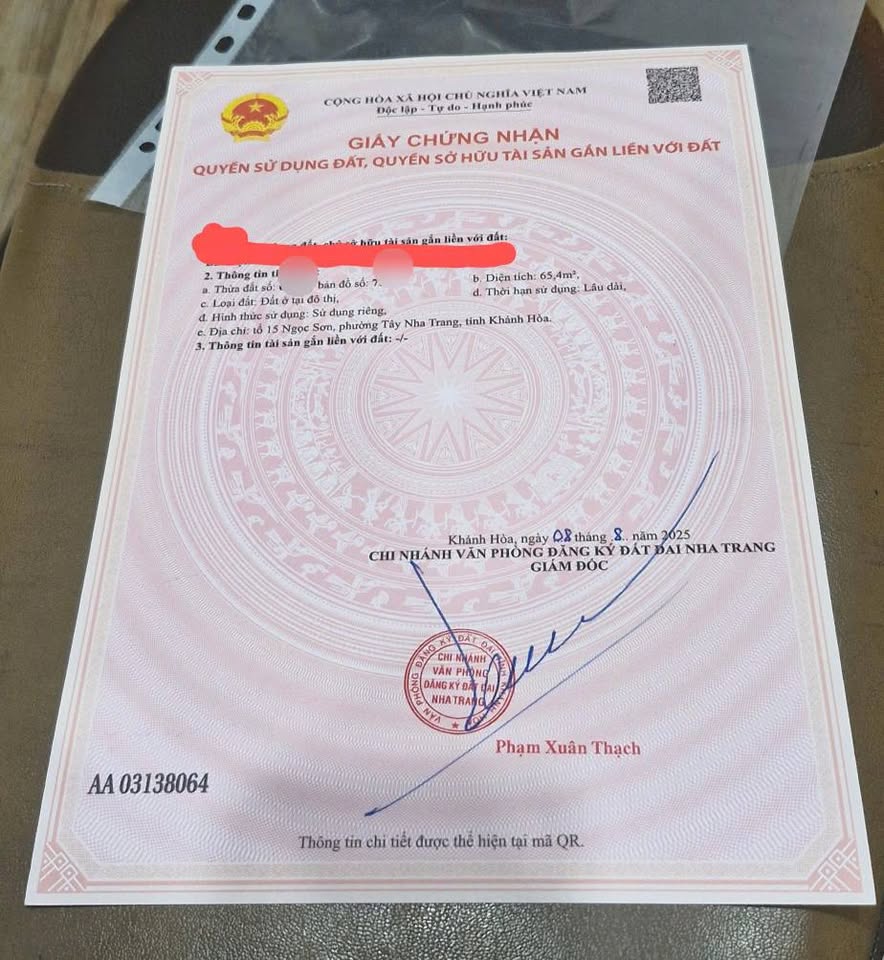 CỘNG HÒA XÃ HỘI CHỦ NGHĨA VIỆT NAM
Độc lập - Tự do - Hạnh phúc
GIẤY CHỨNG NHẬN
QUYỀN SỬ DỤNG ĐẤT, QUYỀN SỞ HỮU TÀI SẢN GẮN LIỀN VỚI ĐẤT
sở hữu tài sản gắn liền với đất:
2. Thông tin
a. Thửa đất số: bản đồ số: 7. b. Diện tích: 65,4m²,
c. Loại đất: Đất ở tại đô thị, d. Thời hạn sử dụng: Lâu dài,
đ. Hình thức sử dụng: Sử dụng riêng,
e. Địa chỉ: tổ 15 Ngọc Sơn, phường Tây Nha Trang, tỉnh Khánh Hòa.
3. Thông tin tài sản gắn liền với đất: -/-
Khánh Hòa, ngày 08 tháng .8.. năm 2025
CHI NHÁNH VĂN PHÒNG ĐĂNG KÝ ĐẤT ĐAI NHA TRANG
GIÁM ĐỐC
VĂN PHÒNG ĐĂNG KÝ ĐẤT ĐAI
CHI NHÁNH
VĂN PHÒNG
ĐĂNG KÝ ĐẤT ĐAI
NHA TRANG
Phạm Xuân Thạch
AA 03138064
Thông tin chi tiết được thể hiện tại mã QR.